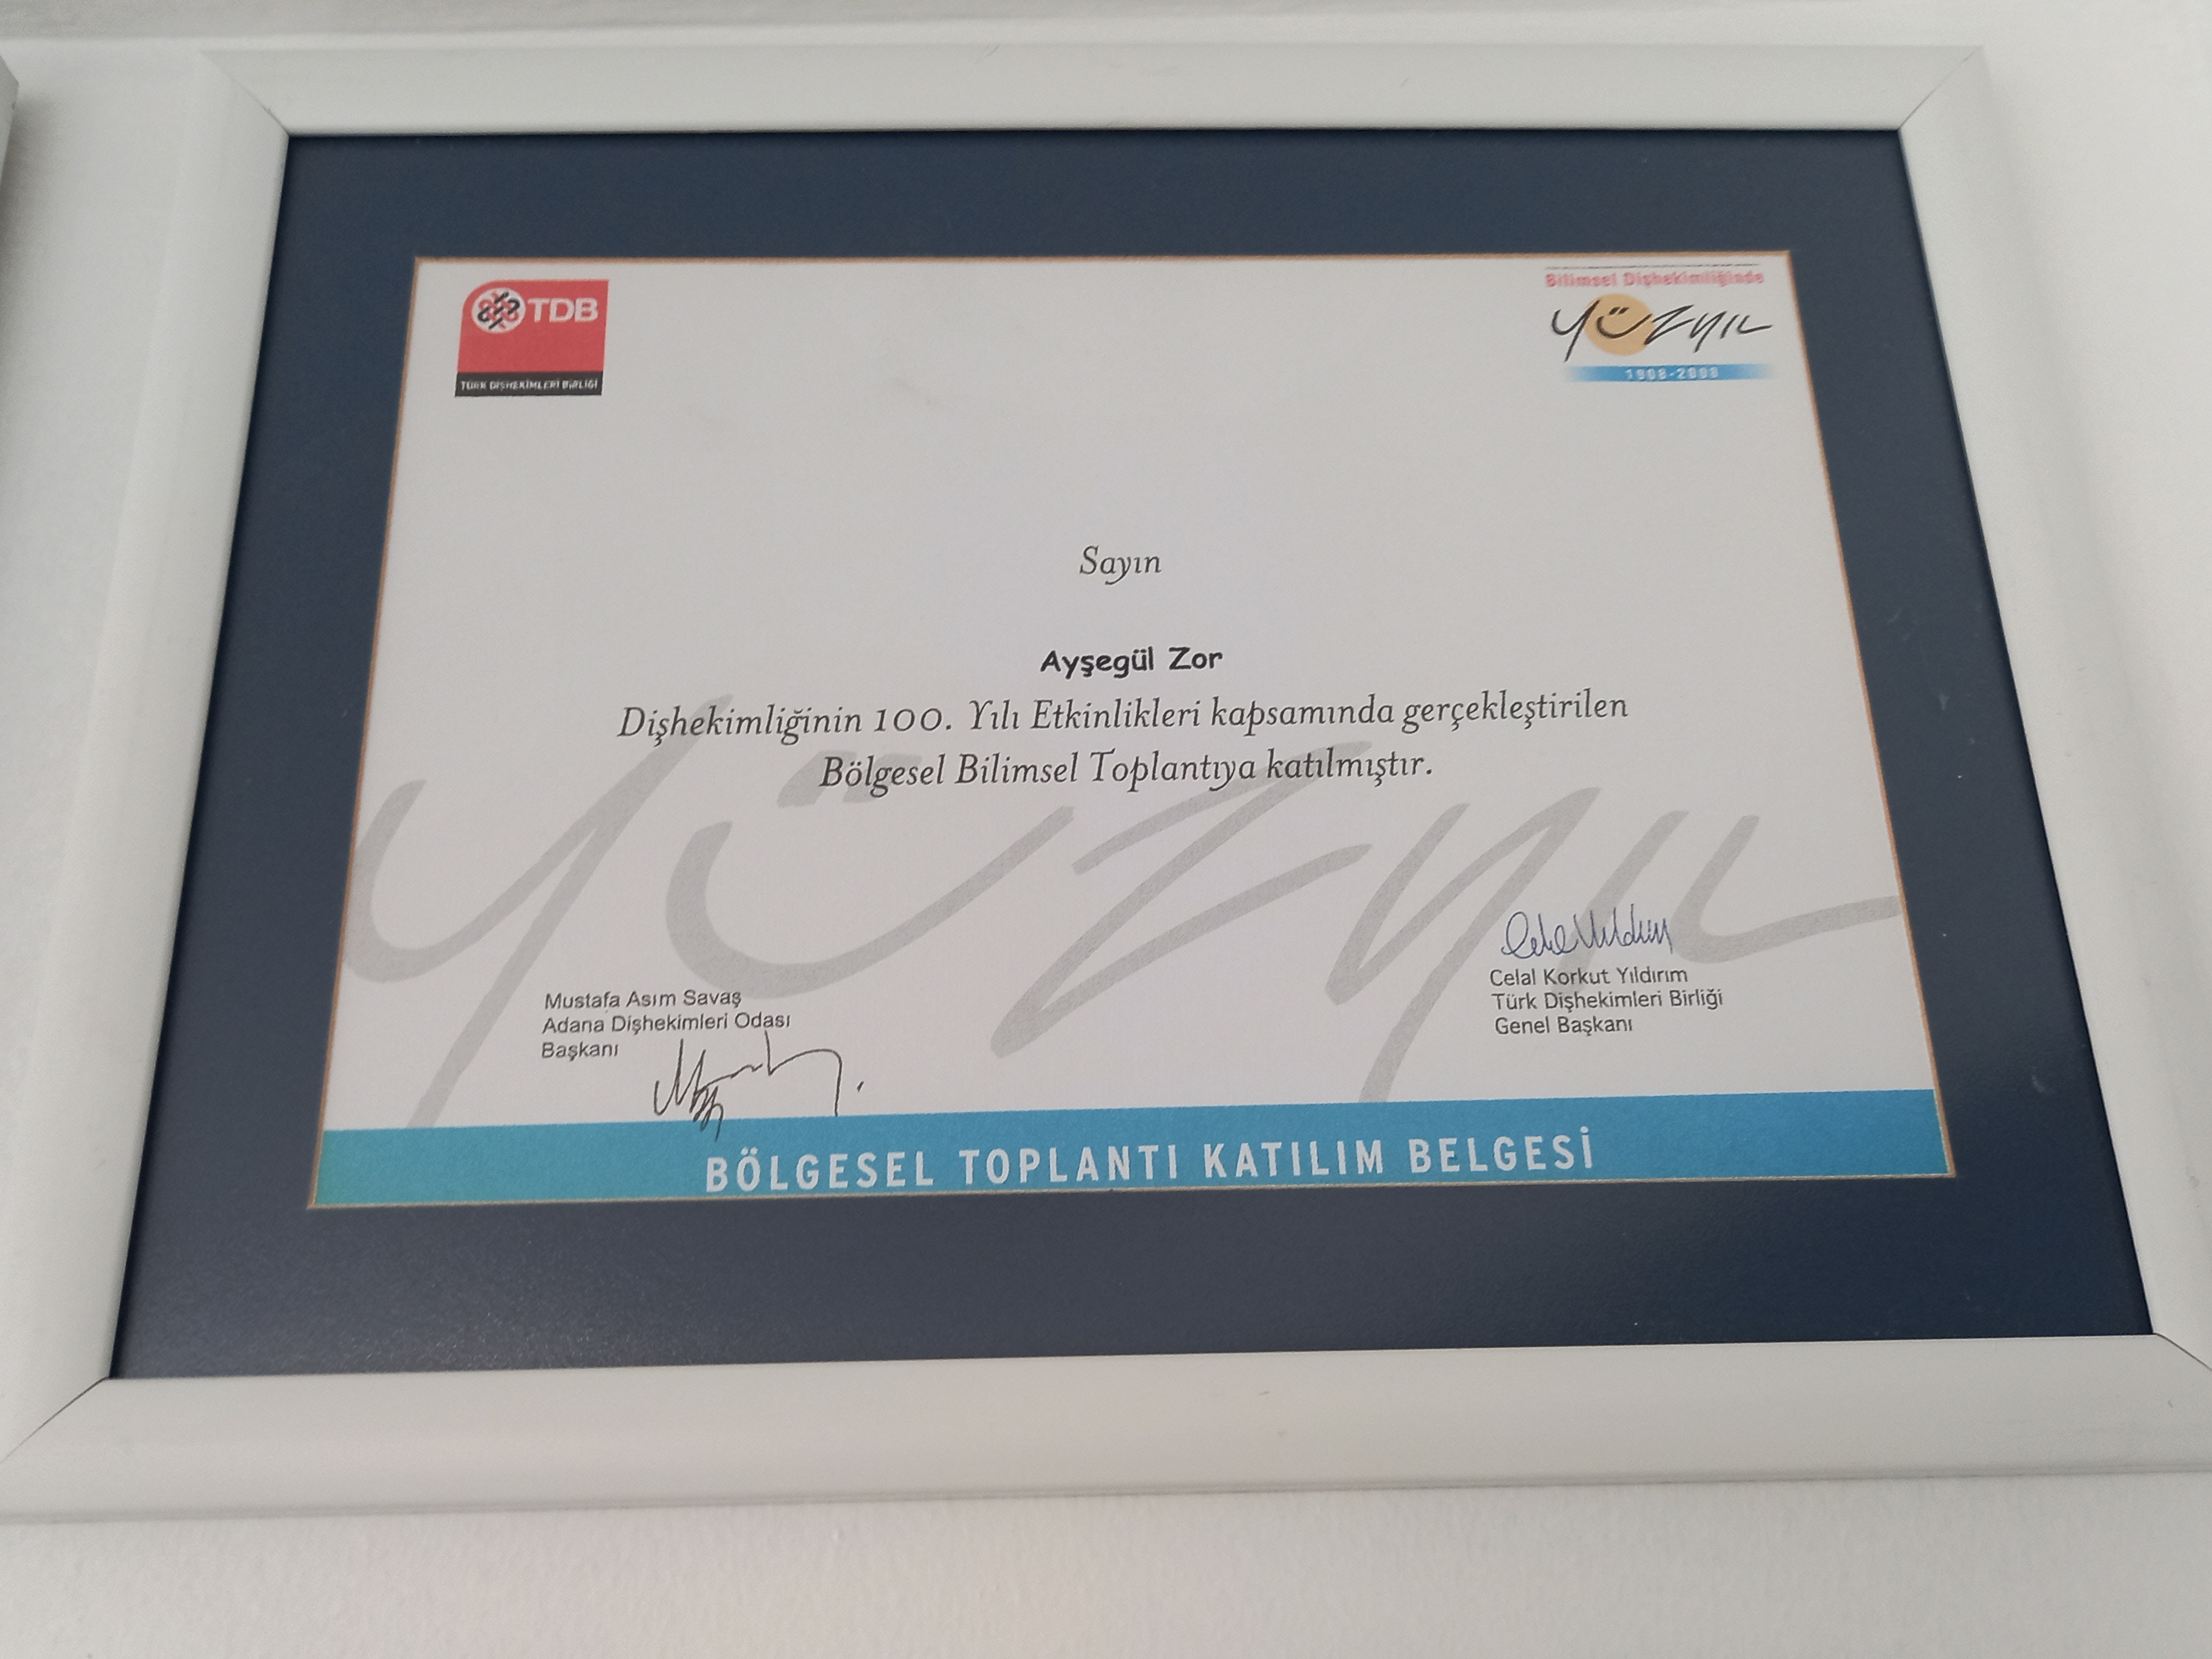 TDB
TÜRK DİŞHEKİMLERİ BİRLİĞİ
Bilimsel Dişhekimliğinde
YÜZYIL
1908-2008
Sayın
Ayşegül Zor
Dişhekimliğinin 100. Yılı Etkinlikleri kapsamında gerçekleştirilen
Bölgesel Bilimsel Toplantıya katılmıştır.
YÜZYIL
Mustafa Asım Savaş
Adana Dişhekimleri Odası
Başkanı
Celal Korkut Yıldırım
Türk Dişhekimleri Birliği
Genel Başkanı
BÖLGESEL TOPLANTI KATILIM BELGESİ